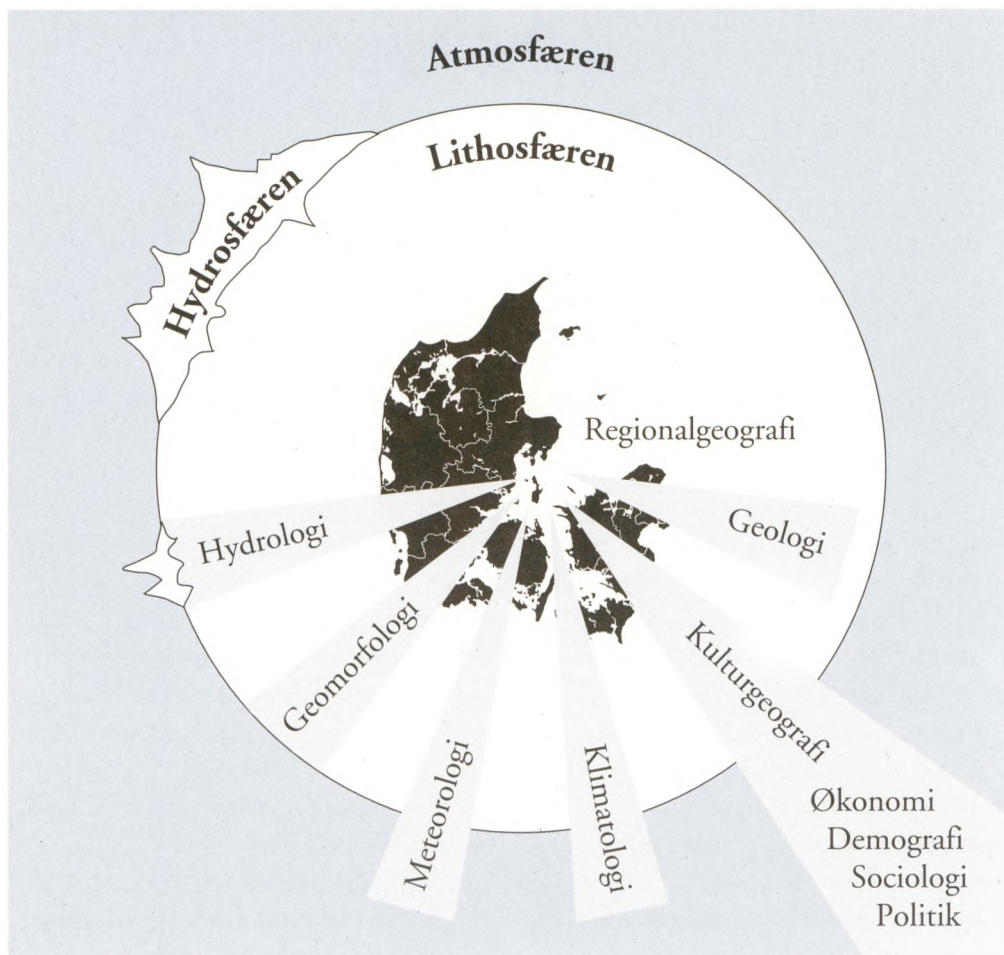 Atmosfæren
Lithosfæren
Hydrosfæren
Regionalgeografi
Hydrologi
Geologi
Geomorfologi
Kulturgeografi
Meteorologi
Klimatologi
Økonomi
Demografi
Sociologi
Politik